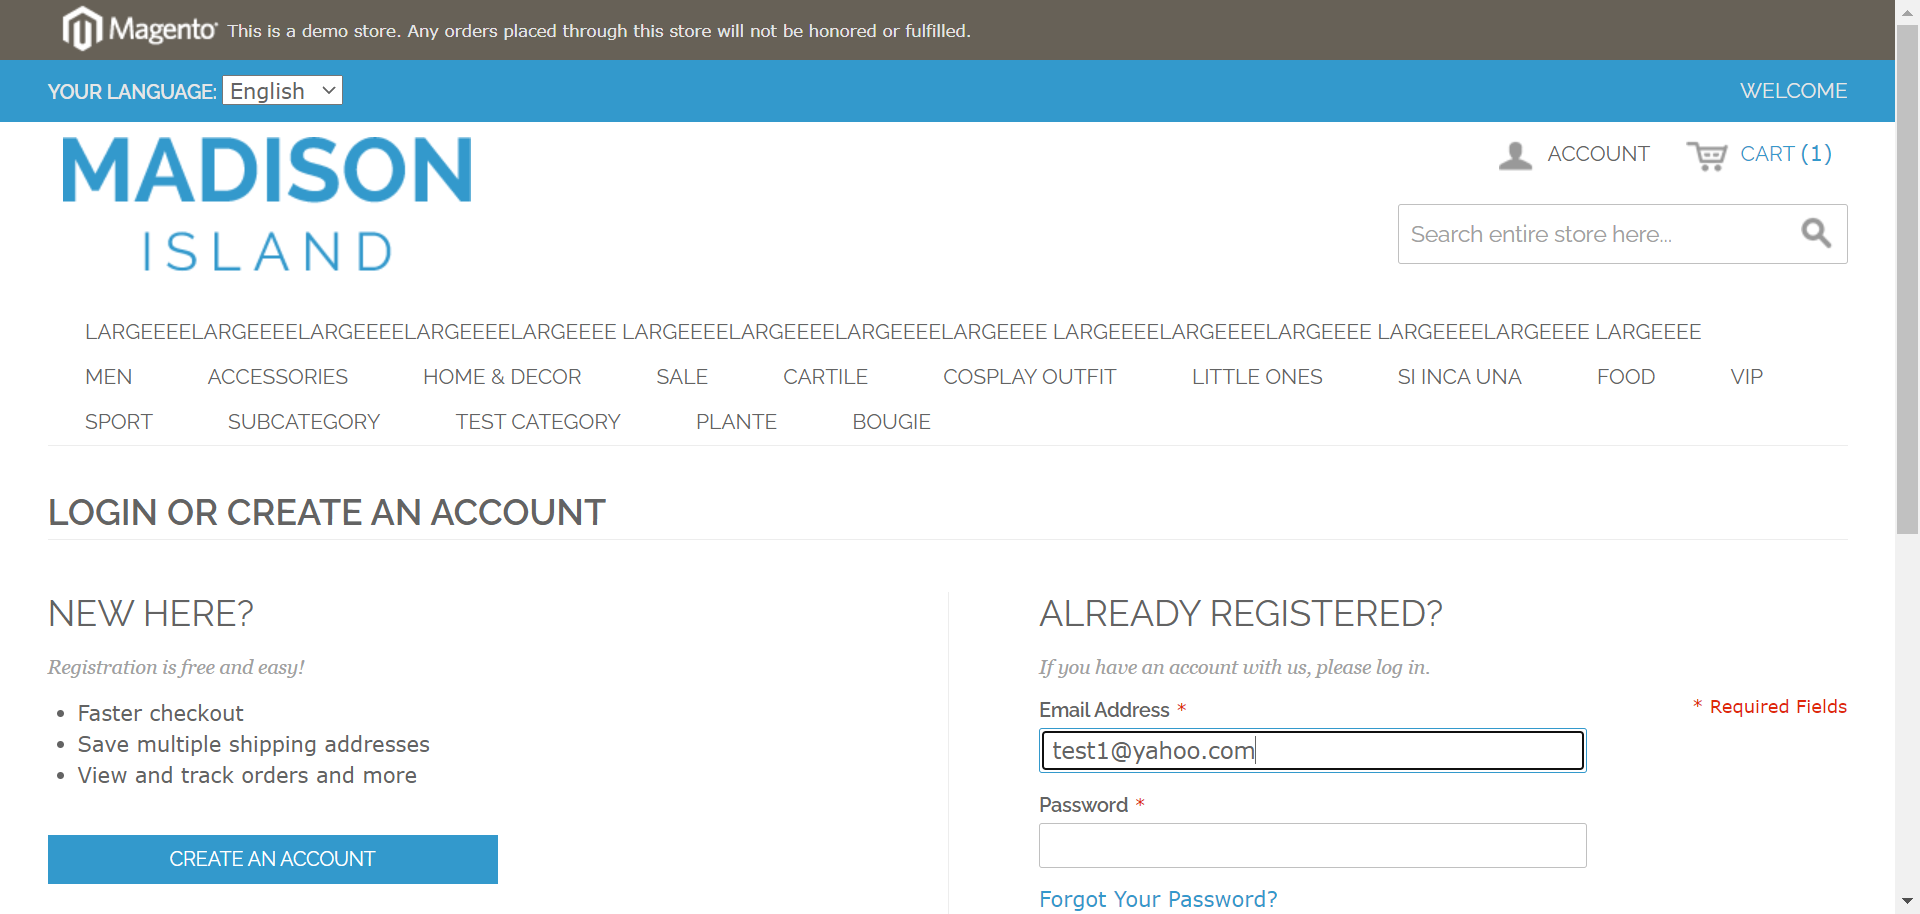 Magento This is a demo store. Any orders placed through this store will not be honored or fulfilled.
YOUR LANGUAGE: English WELCOME
MADISON
ISLAND
ACCOUNT CART (1)
Search entire store here...
LARGEEEELARGEEEELARGEEEELARGEEEELARGEEEE LARGEEEELARGEEEELARGEEEELARGEEEE LARGEEEELARGEEEELARGEEEE LARGEEEELARGEEEE LARGEEEE
MEN ACCESSORIES HOME & DECOR SALE CARTILE COSPLAY OUTFIT LITTLE ONES SI INCA UNA FOOD VIP
SPORT SUBCATEGORY TEST CATEGORY PLANTE BOUGIE
LOGIN OR CREATE AN ACCOUNT
NEW HERE?
Registration is free and easy!
• Faster checkout
• Save multiple shipping addresses
• View and track orders and more
CREATE AN ACCOUNT
ALREADY REGISTERED?
If you have an account with us, please log in.
* Required Fields
Email Address *
test1@yahoo.com
Password *
Forgot Your Password?